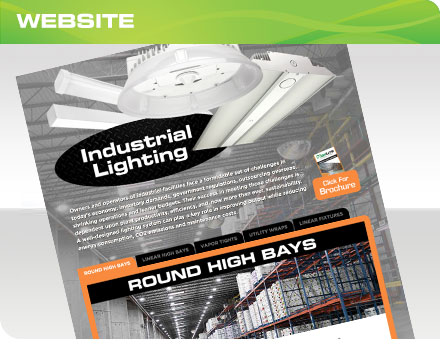 WEBSITE
Industrial
Lighting
Owners and operators of industrial facilities face a formidable set of challenges in
today's economy: inventory demands, government regulations, outsourcing overseas,
shrinking operations and labor budgets. Their success in meeting those challenges is
dependent upon plant productivity, efficiency, and now more than ever, sustainability.
A well-designed lighting system can play a key role in improving output while reducing
energy consumption, CO2 emissions and maintenance costs.
Click For
Brochure
ROUND HIGH BAYS
LINEAR HIGH BAYS
VAPOR TIGHTS
UTILITY WRAPS
LINEAR FIXTURES
ROUND HIGH BAYS